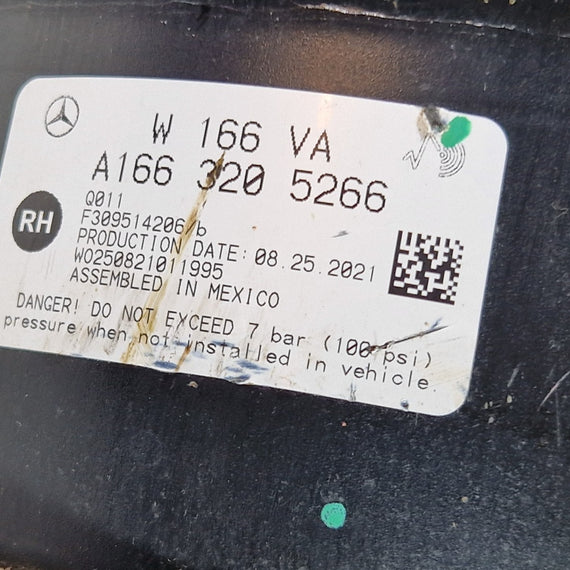 W 166 VA
A166 320 5266
Q011
F309514206/b
PRODUCTION DATE: 08.25.2021
WO250821011995
ASSEMBLED IN MEXICO
RH
DANGER! DO NOT EXCEED 7 bar (100 psi)
pressure when not installed in vehicle.